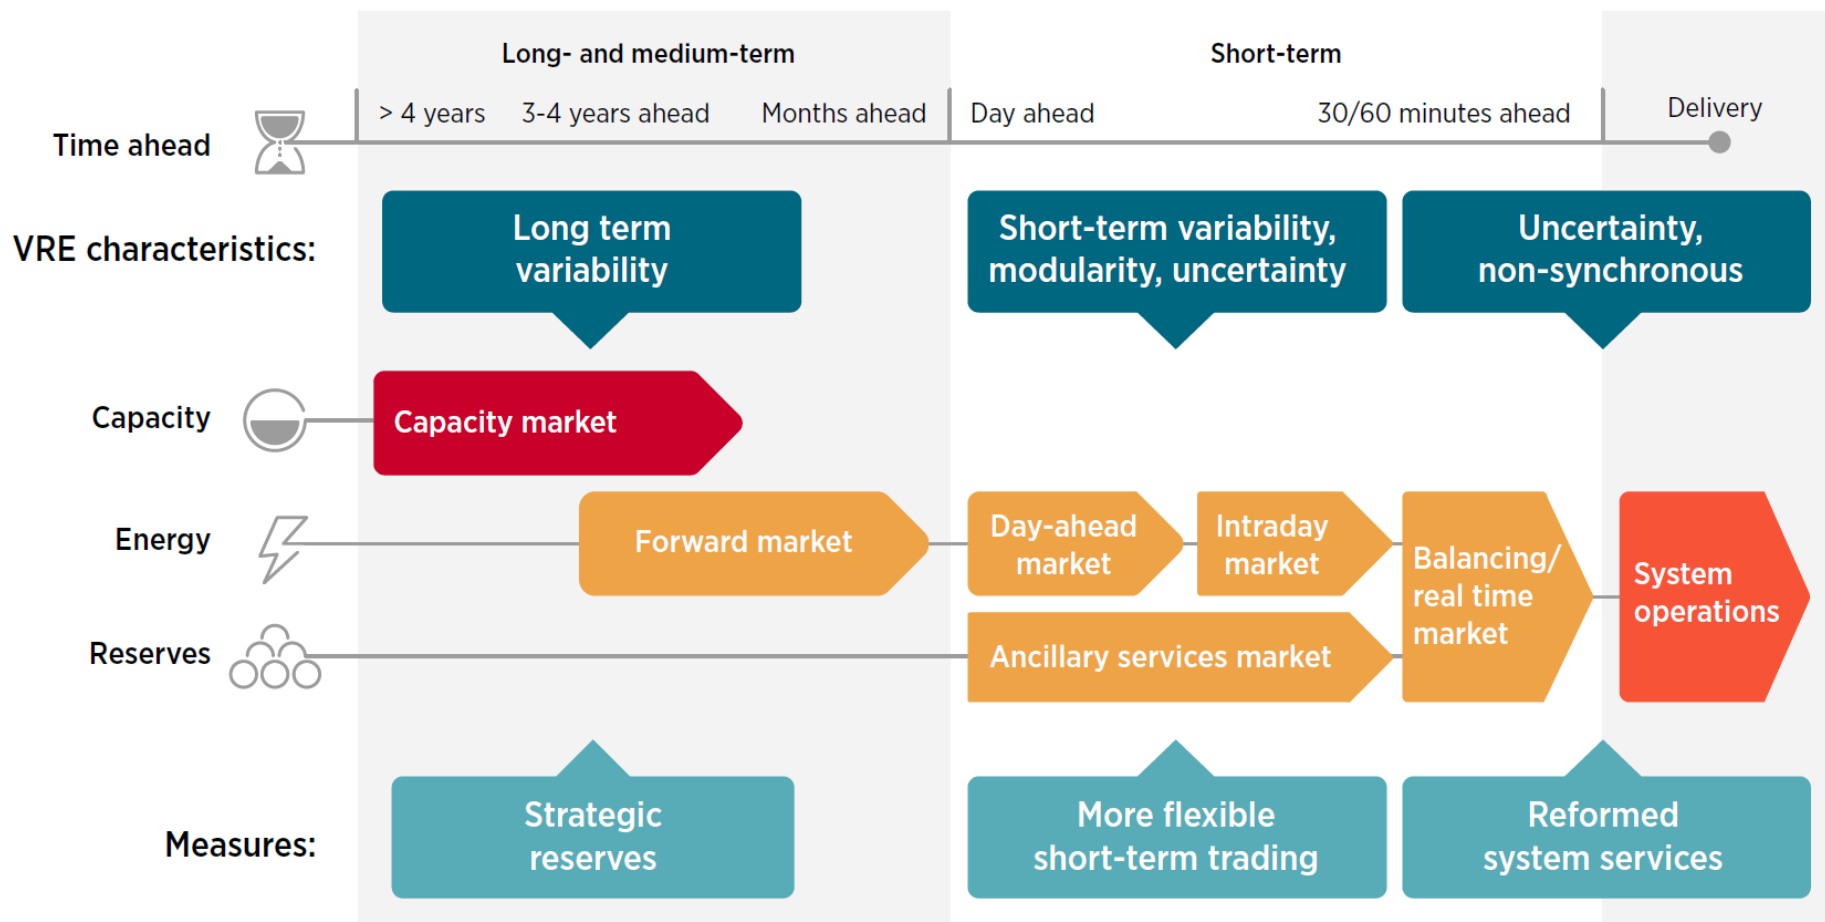 Long- and medium-term
Short-term
Time ahead
> 4 years
3-4 years ahead
Months ahead
Day ahead
30/60 minutes ahead
Delivery
VRE characteristics:
Long term
variability
Short-term variability,
modularity, uncertainty
Uncertainty,
non-synchronous
Capacity
Capacity market
Energy
Forward market
Day-ahead
market
Intraday
market
Balancing/
real time
market
System
operations
Reserves
Ancillary services market
Measures:
Strategic
reserves
More flexible
short-term trading
Reformed
system services